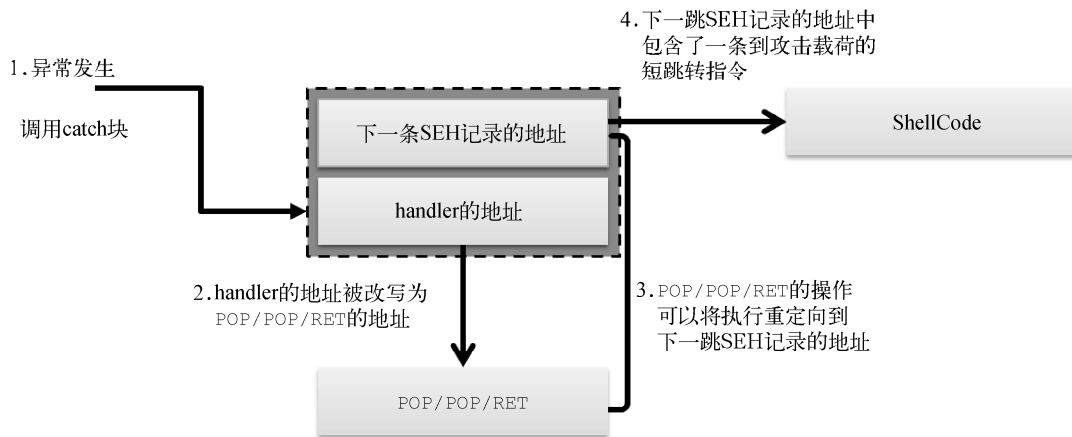 1.异常发生
调用catch块
下一条SEH记录的地址
handler的地址
2.handler的地址被改写为
POP/POP/RET的地址
POP/POP/RET
3.POP/POP/RET的操作
可以将执行重定向到
下一跳SEH记录的地址
4.下一跳SEH记录的地址中
包含了一条到攻击载荷的
短跳转指令
ShellCode